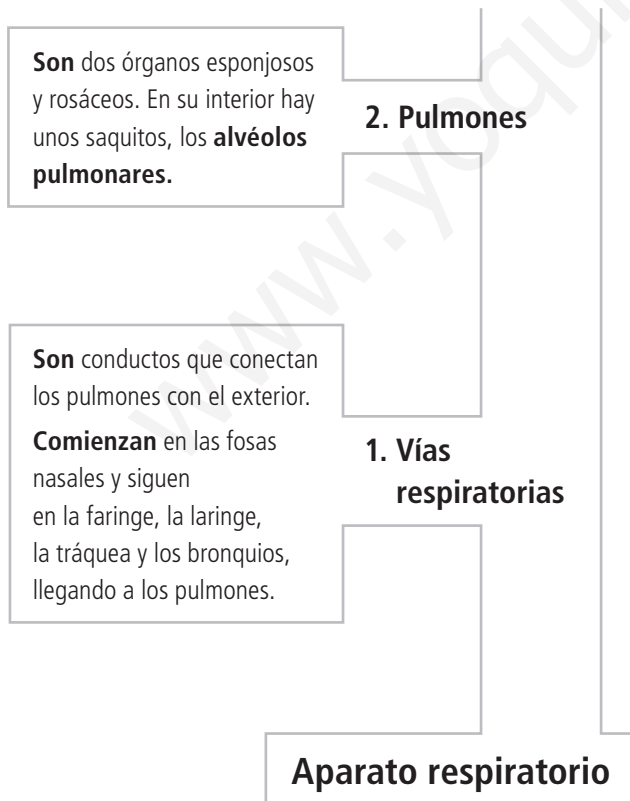 Son dos órganos esponjosos
y rosáceos. En su interior hay
unos saquitos, los alvéolos
pulmonares.
2. Pulmones
Son conductos que conectan
los pulmones con el exterior.
Comienzan en las fosas
nasales y siguen
en la faringe, la laringe,
la tráquea y los bronquios,
llegando a los pulmones.
1. Vías
respiratorias
Aparato respiratorio
www.yoqui